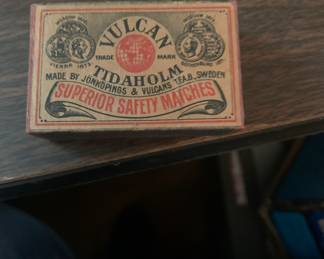 VULCAN
TRADE MARK
TIDAHOLM
MADE BY JÖNKÖPINGS & VULCANS T.F.A.B., SWEDEN
SUPERIOR SAFETY MATCHES